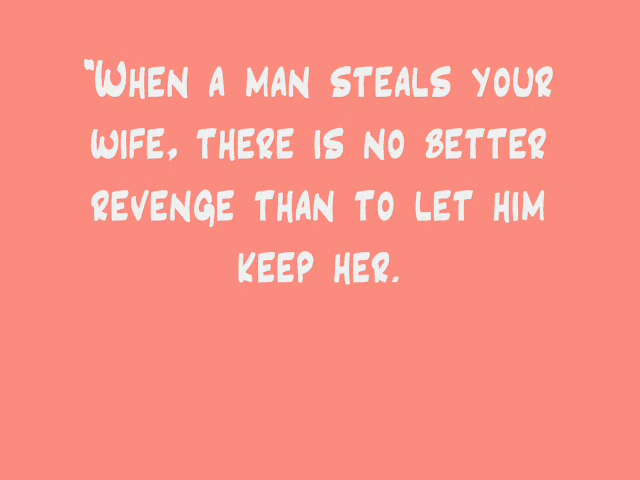 "When a man steals your
wife, there is no better
revenge than to let him
keep her.